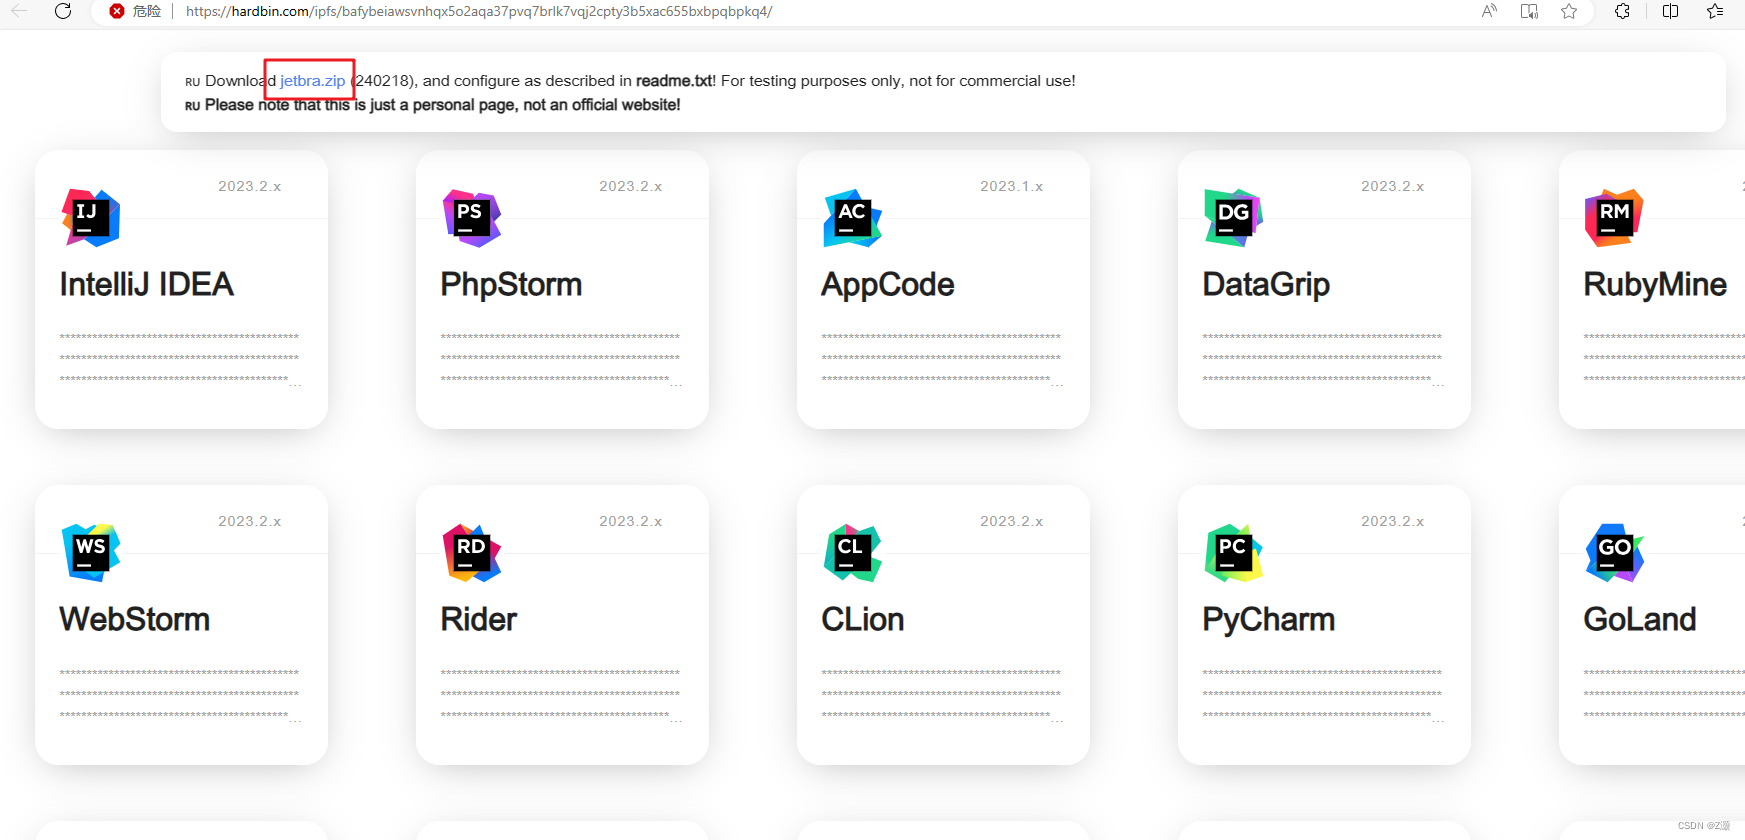 危险 https://hardbin.com/ipfs/bafybeiawsvnhqx5o2aqa37pvq7brlk7vqj2cpty3b5xac655bxbpqbpkq4/
RU Download jetbra.zip (240218), and configure as described in readme.txt! For testing purposes only, not for commercial use!
RU Please note that this is just a personal page, not an official website!
2023.2.x
IJ
IntelliJ IDEA
******************************************
******************************************
****************************************...
2023.2.x
PS
PhpStorm
******************************************
******************************************
****************************************...
2023.1.x
AC
AppCode
******************************************
******************************************
****************************************...
2023.2.x
DG
DataGrip
******************************************
******************************************
****************************************...
RM
RubyMine
2023.2.x
WS
WebStorm
******************************************
******************************************
****************************************...
2023.2.x
RD
Rider
******************************************
******************************************
****************************************...
2023.2.x
CL
CLion
******************************************
******************************************
****************************************...
2023.2.x
PC
PyCharm
******************************************
******************************************
****************************************...
GO
GoLand
CSDN @Z灏